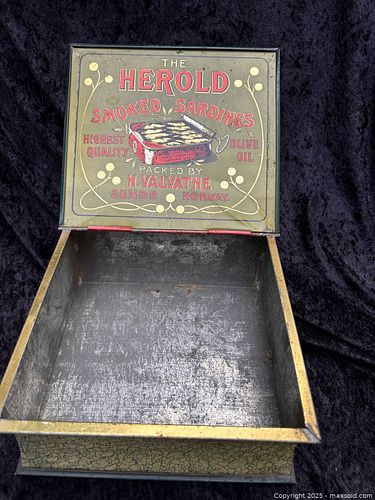 THE
HEROLD
SMOKED SARDINES
HIGHEST QUALITY
OLIVE OIL
PACKED BY
H. VALVATNE
SUNDE NORWAY
Copyright © 2025 - maxsold.com